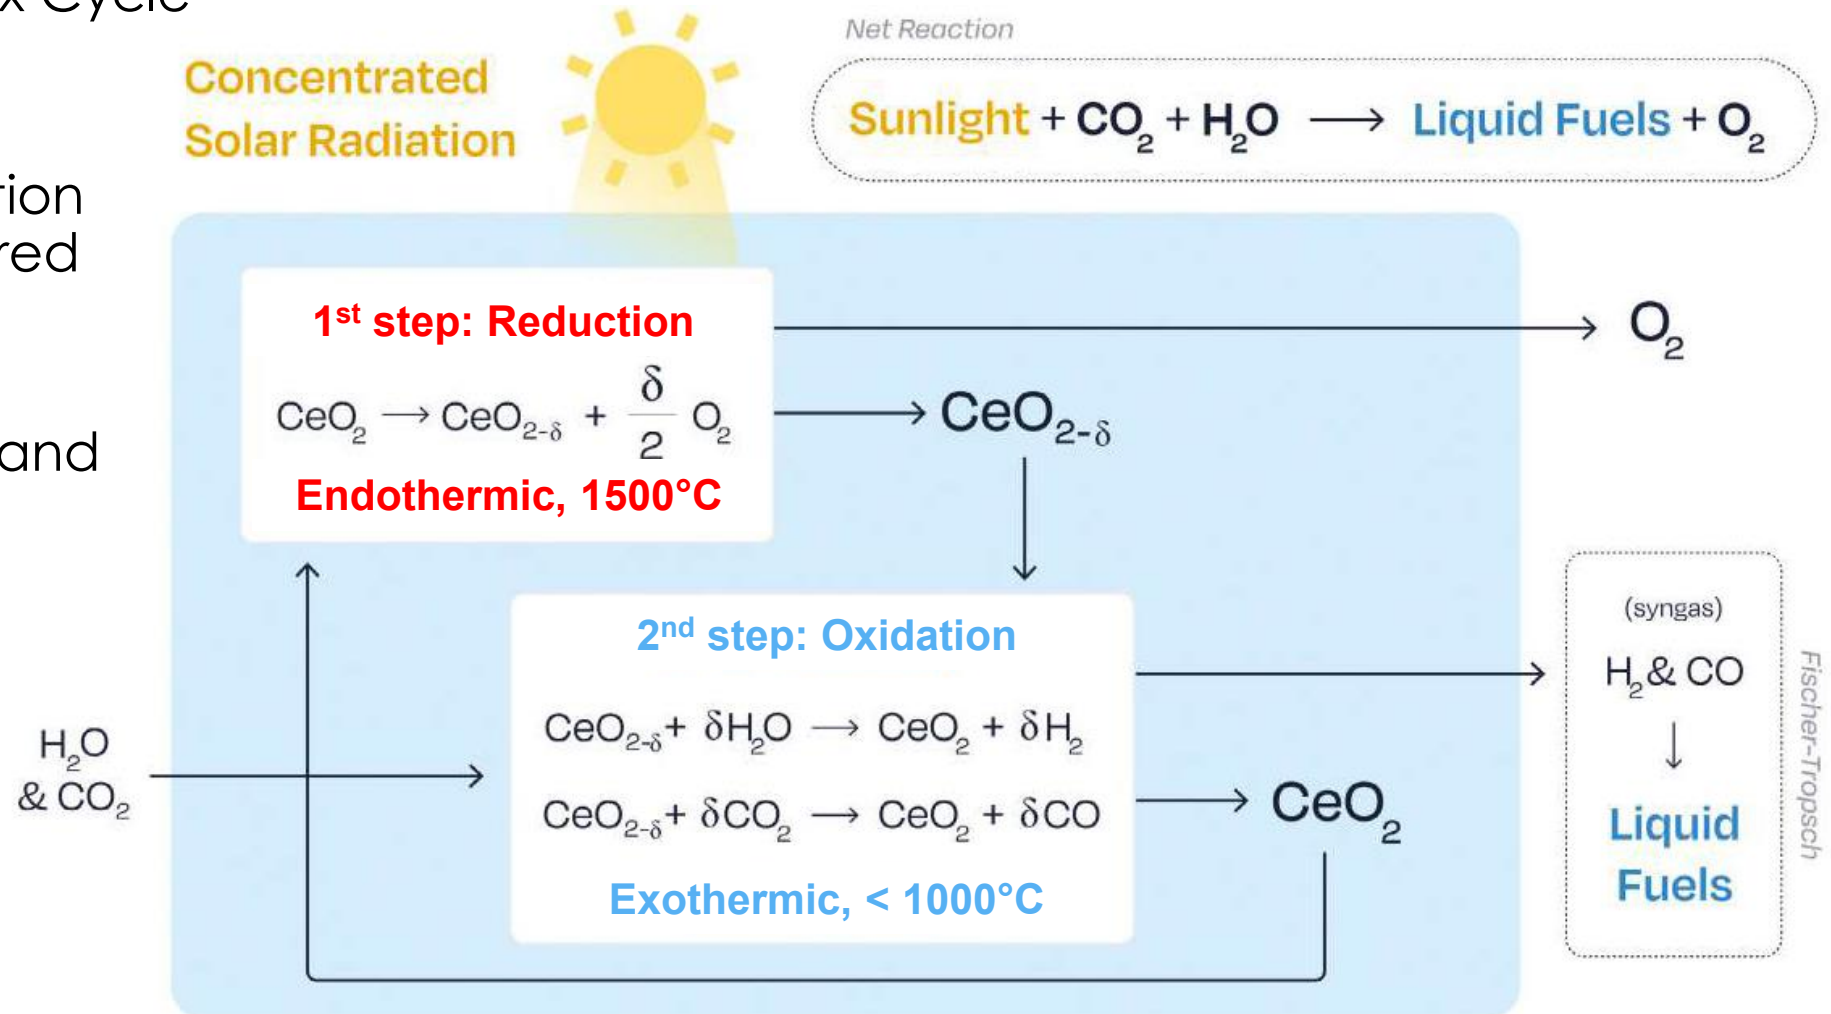 x Cycle
tion
red
and
Concentrated
Solar Radiation
Net Reaction
Sunlight + CO₂ + H₂O ⟶ Liquid Fuels + O₂
1st step: Reduction
CeO₂ ⟶ CeO2-δ + δ/2 O₂
Endothermic, 1500°C
O₂
CeO2-δ
2nd step: Oxidation
CeO2-δ + δH₂O ⟶ CeO₂ + δH₂
CeO2-δ + δCO₂ ⟶ CeO₂ + δCO
Exothermic, < 1000°C
H₂O
& CO₂
CeO₂
(syngas)
H₂ & CO
↓
Liquid
Fuels
Fischer-Tropsch